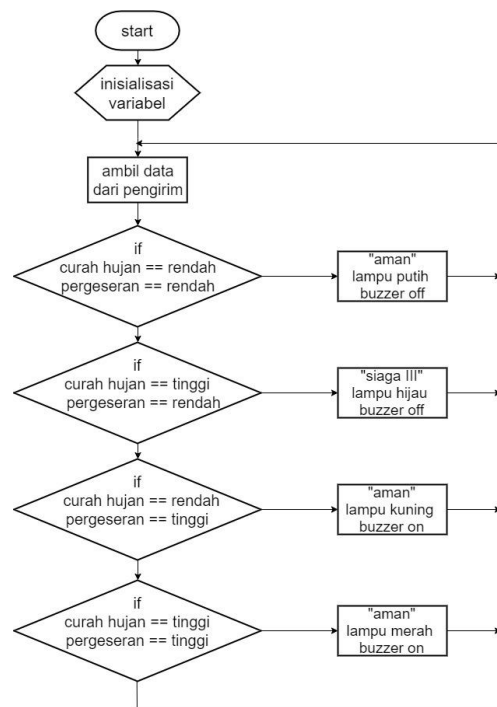 start
inisialisasi
variabel
ambil data
dari pengirim
if
curah hujan == rendah
pergeseran == rendah
"aman"
lampu putih
buzzer off
if
curah hujan == tinggi
pergeseran == rendah
"siaga III"
lampu hijau
buzzer off
if
curah hujan == rendah
pergeseran == tinggi
"aman"
lampu kuning
buzzer on
if
curah hujan == tinggi
pergeseran == tinggi
"aman"
lampu merah
buzzer on